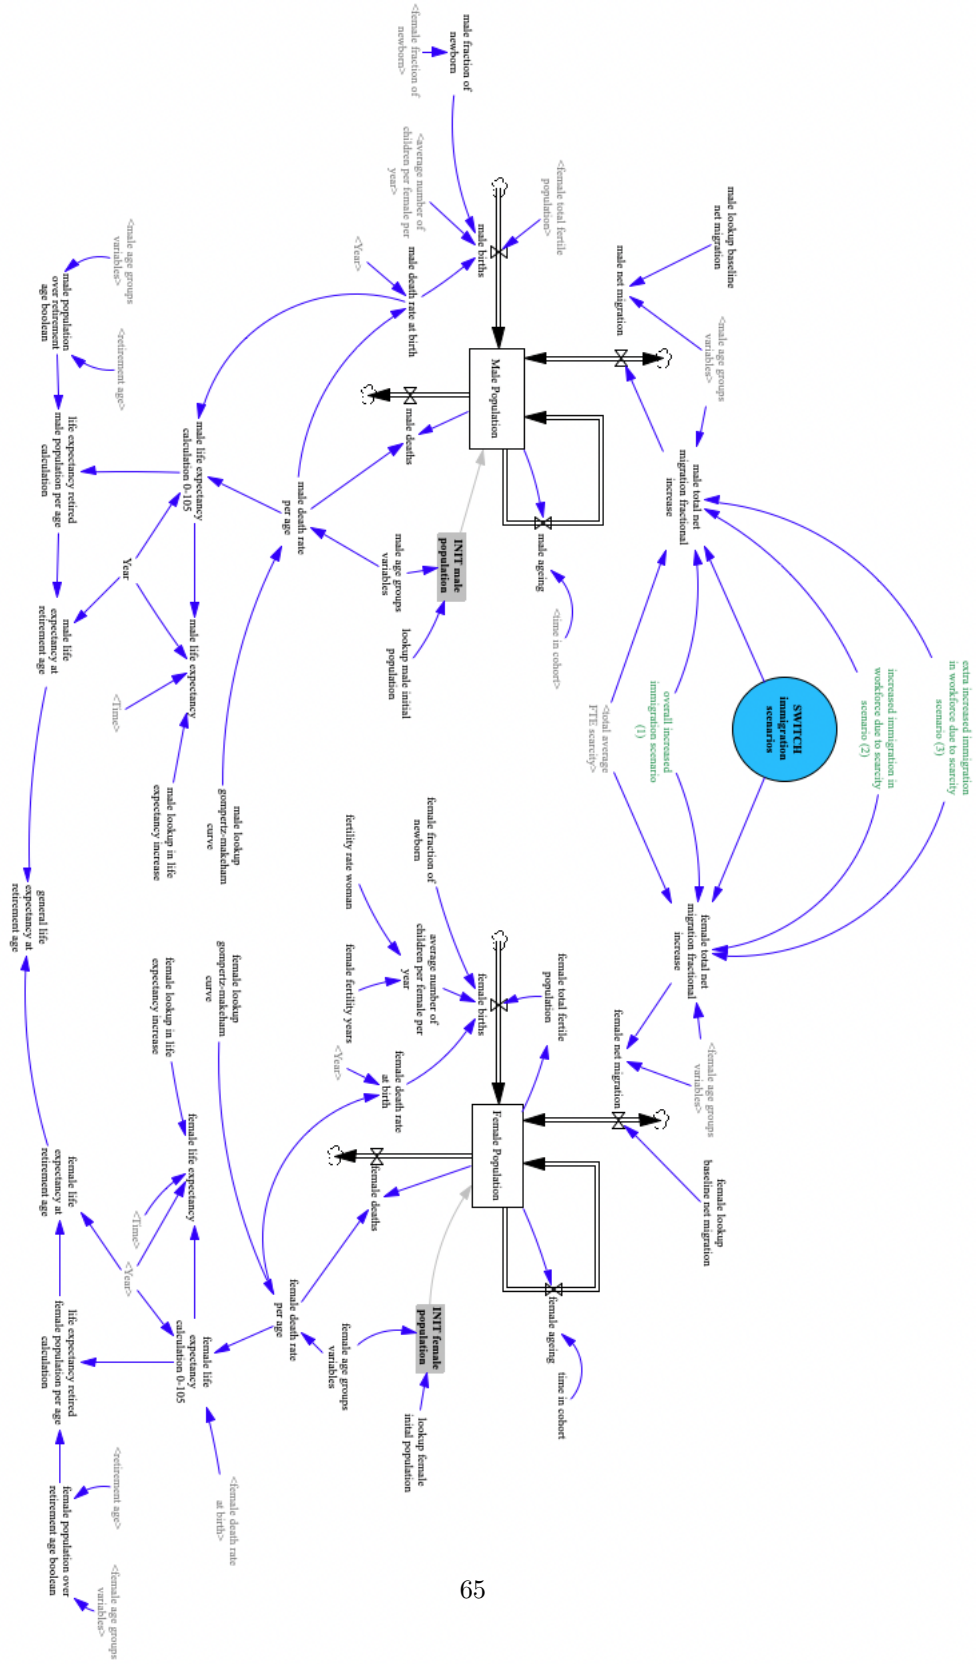 extra increased immigration
in workforce due to scarcity
scenario (3)
increased immigration in
workforce due to scarcity
scenario (2)
SWITCH
immigration
scenarios
overall increased
immigration scenario
(1)
<total average
FTE scarcity>
male lookup baseline
net migration
<male age groups
variables>
male net migration
male total net
migration fractional
increase
female total net
migration fractional
increase
<female age groups
variables>
female lookup
baseline net migration
female net migration
<female total fertile
population>
male fraction of
newborn
<female fraction of
newborn>
<average number of
children per female per
year>
male births
Male Population
male ageing
<time in cohort>
male deaths
<Year>
male death rate at birth
INIT male
population
male age groups
variables
lookup male initial
population
male death rate
per age
male lookup
gompertz-makeham
curve
male life expectancy
calculation 0-105
male life expectancy
male lookup in life
expectancy increase
<Time>
Year
<male age groups
variables>
<retirement age>
male population
over retirement
age boolean
life expectancy retired
male population per age
calculation
male life
expectancy at
retirement age
general life
expectancy at
retirement age
female total fertile
population
female fraction of
newborn
female births
average number of
children per female per
year
fertility rate woman
female fertility years
<Year>
female death rate
at birth
Female Population
female ageing
time in cohort
female deaths
INIT female
population
female age groups
variables
lookup female
inital population
female death rate
per age
female lookup
gompertz-makeham
curve
female lookup in life
expectancy increase
female life expectancy
female life
expectancy
calculation 0-105
<female death rate
at birth>
<Time>
<Year>
female life
expectancy at
retirement age
life expectancy retired
female population per age
calculation
<retirement age>
female population over
retirement age boolean
<female age groups
variables>
65